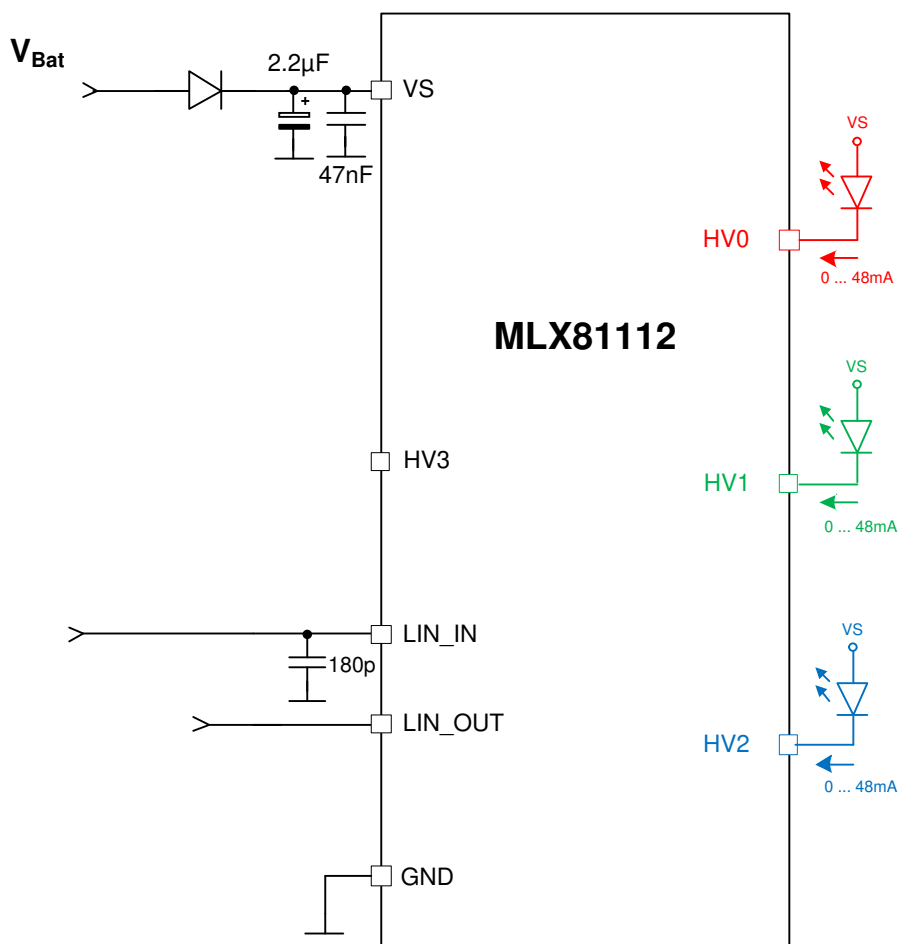 V_Bat
2.2µF
+
VS
47nF
VS
HV0
0 ... 48mA
MLX81112
VS
HV3
HV1
0 ... 48mA
LIN_IN
180p
VS
LIN_OUT
HV2
0 ... 48mA
GND